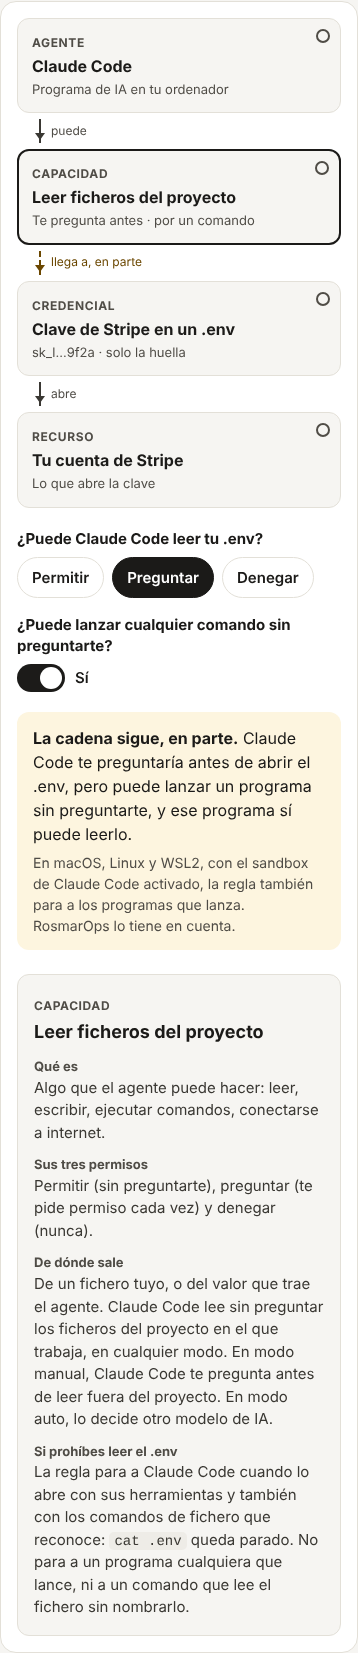 AGENTE
Claude Code
Programa de IA en tu ordenador
puede
CAPACIDAD
Leer ficheros del proyecto
Te pregunta antes · por un comando
llega a, en parte
CREDENCIAL
Clave de Stripe en un .env
sk_l...9f2a · solo la huella
abre
RECURSO
Tu cuenta de Stripe
Lo que abre la clave
¿Puede Claude Code leer tu .env?
Permitir Preguntar Denegar
¿Puede lanzar cualquier comando sin
preguntarte?
Sí
La cadena sigue, en parte. Claude
Code te preguntaría antes de abrir el
.env, pero puede lanzar un programa
sin preguntarte, y ese programa sí
puede leerlo.
En macOS, Linux y WSL2, con el sandbox
de Claude Code activado, la regla también
para a los programas que lanza.
RosmarOps lo tiene en cuenta.
CAPACIDAD
Leer ficheros del proyecto
Qué es
Algo que el agente puede hacer: leer,
escribir, ejecutar comandos, conectarse
a internet.
Sus tres permisos
Permitir (sin preguntarte), preguntar (te
pide permiso cada vez) y denegar
(nunca).
De dónde sale
De un fichero tuyo, o del valor que trae
el agente. Claude Code lee sin preguntar
los ficheros del proyecto en el que
trabaja, en cualquier modo. En modo
manual, Claude Code te pregunta antes
de leer fuera del proyecto. En modo
auto, lo decide otro modelo de IA.
Si prohíbes leer el .env
La regla para a Claude Code cuando lo
abre con sus herramientas y también
con los comandos de fichero que
reconoce: cat .env queda parado. No
para a un programa cualquiera que
lance, ni a un comando que lee el
fichero sin nombrarlo.